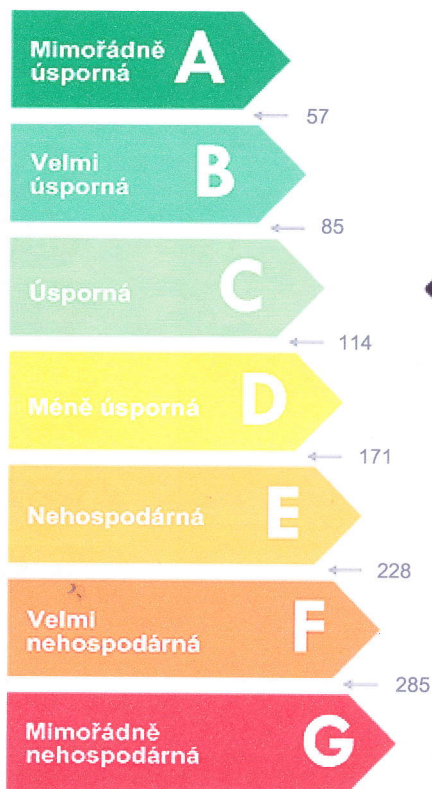 Mimořádně
úsporná
A
57
Velmi
úsporná
B
85
Úsporná
C
114
Méně úsporná
D
171
Nehospodárná
E
228
Velmi
nehospodárná
F
285
Mimořádně
nehospodárná
G